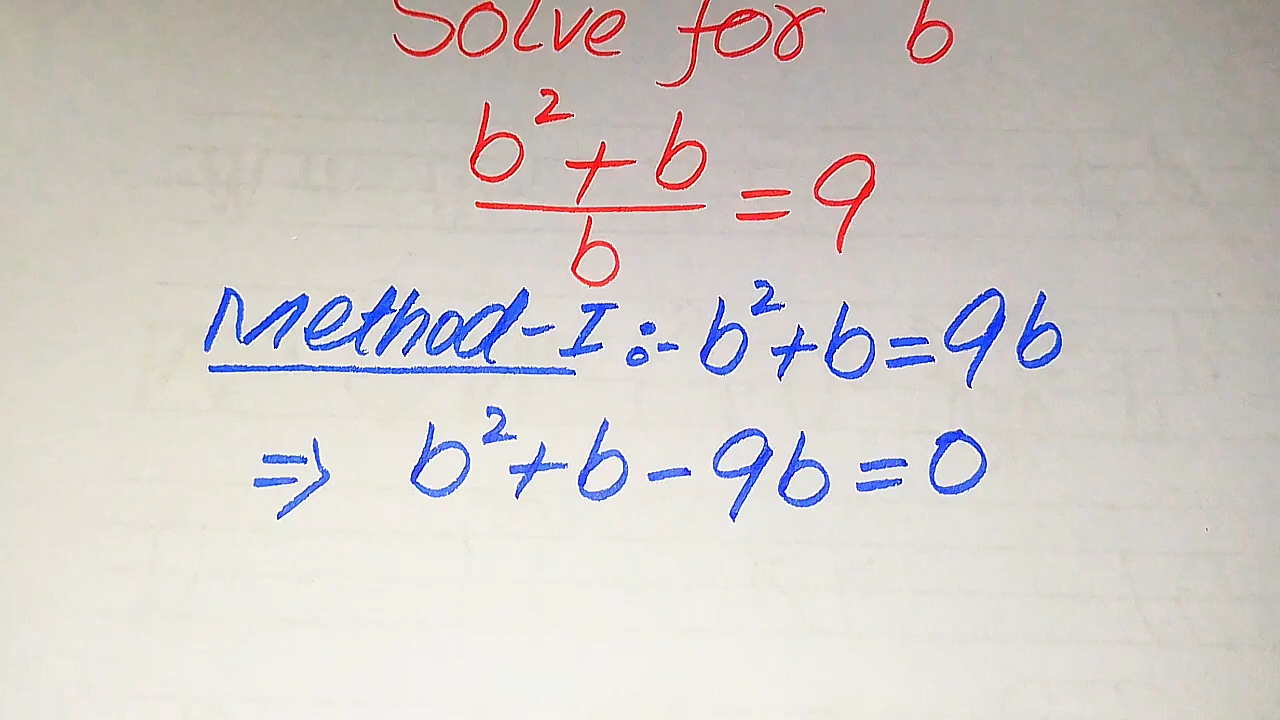 Solve for b
b² + b
b
= 9
Method-I :- b² + b = 9b
⇒ b² + b - 9b = 0